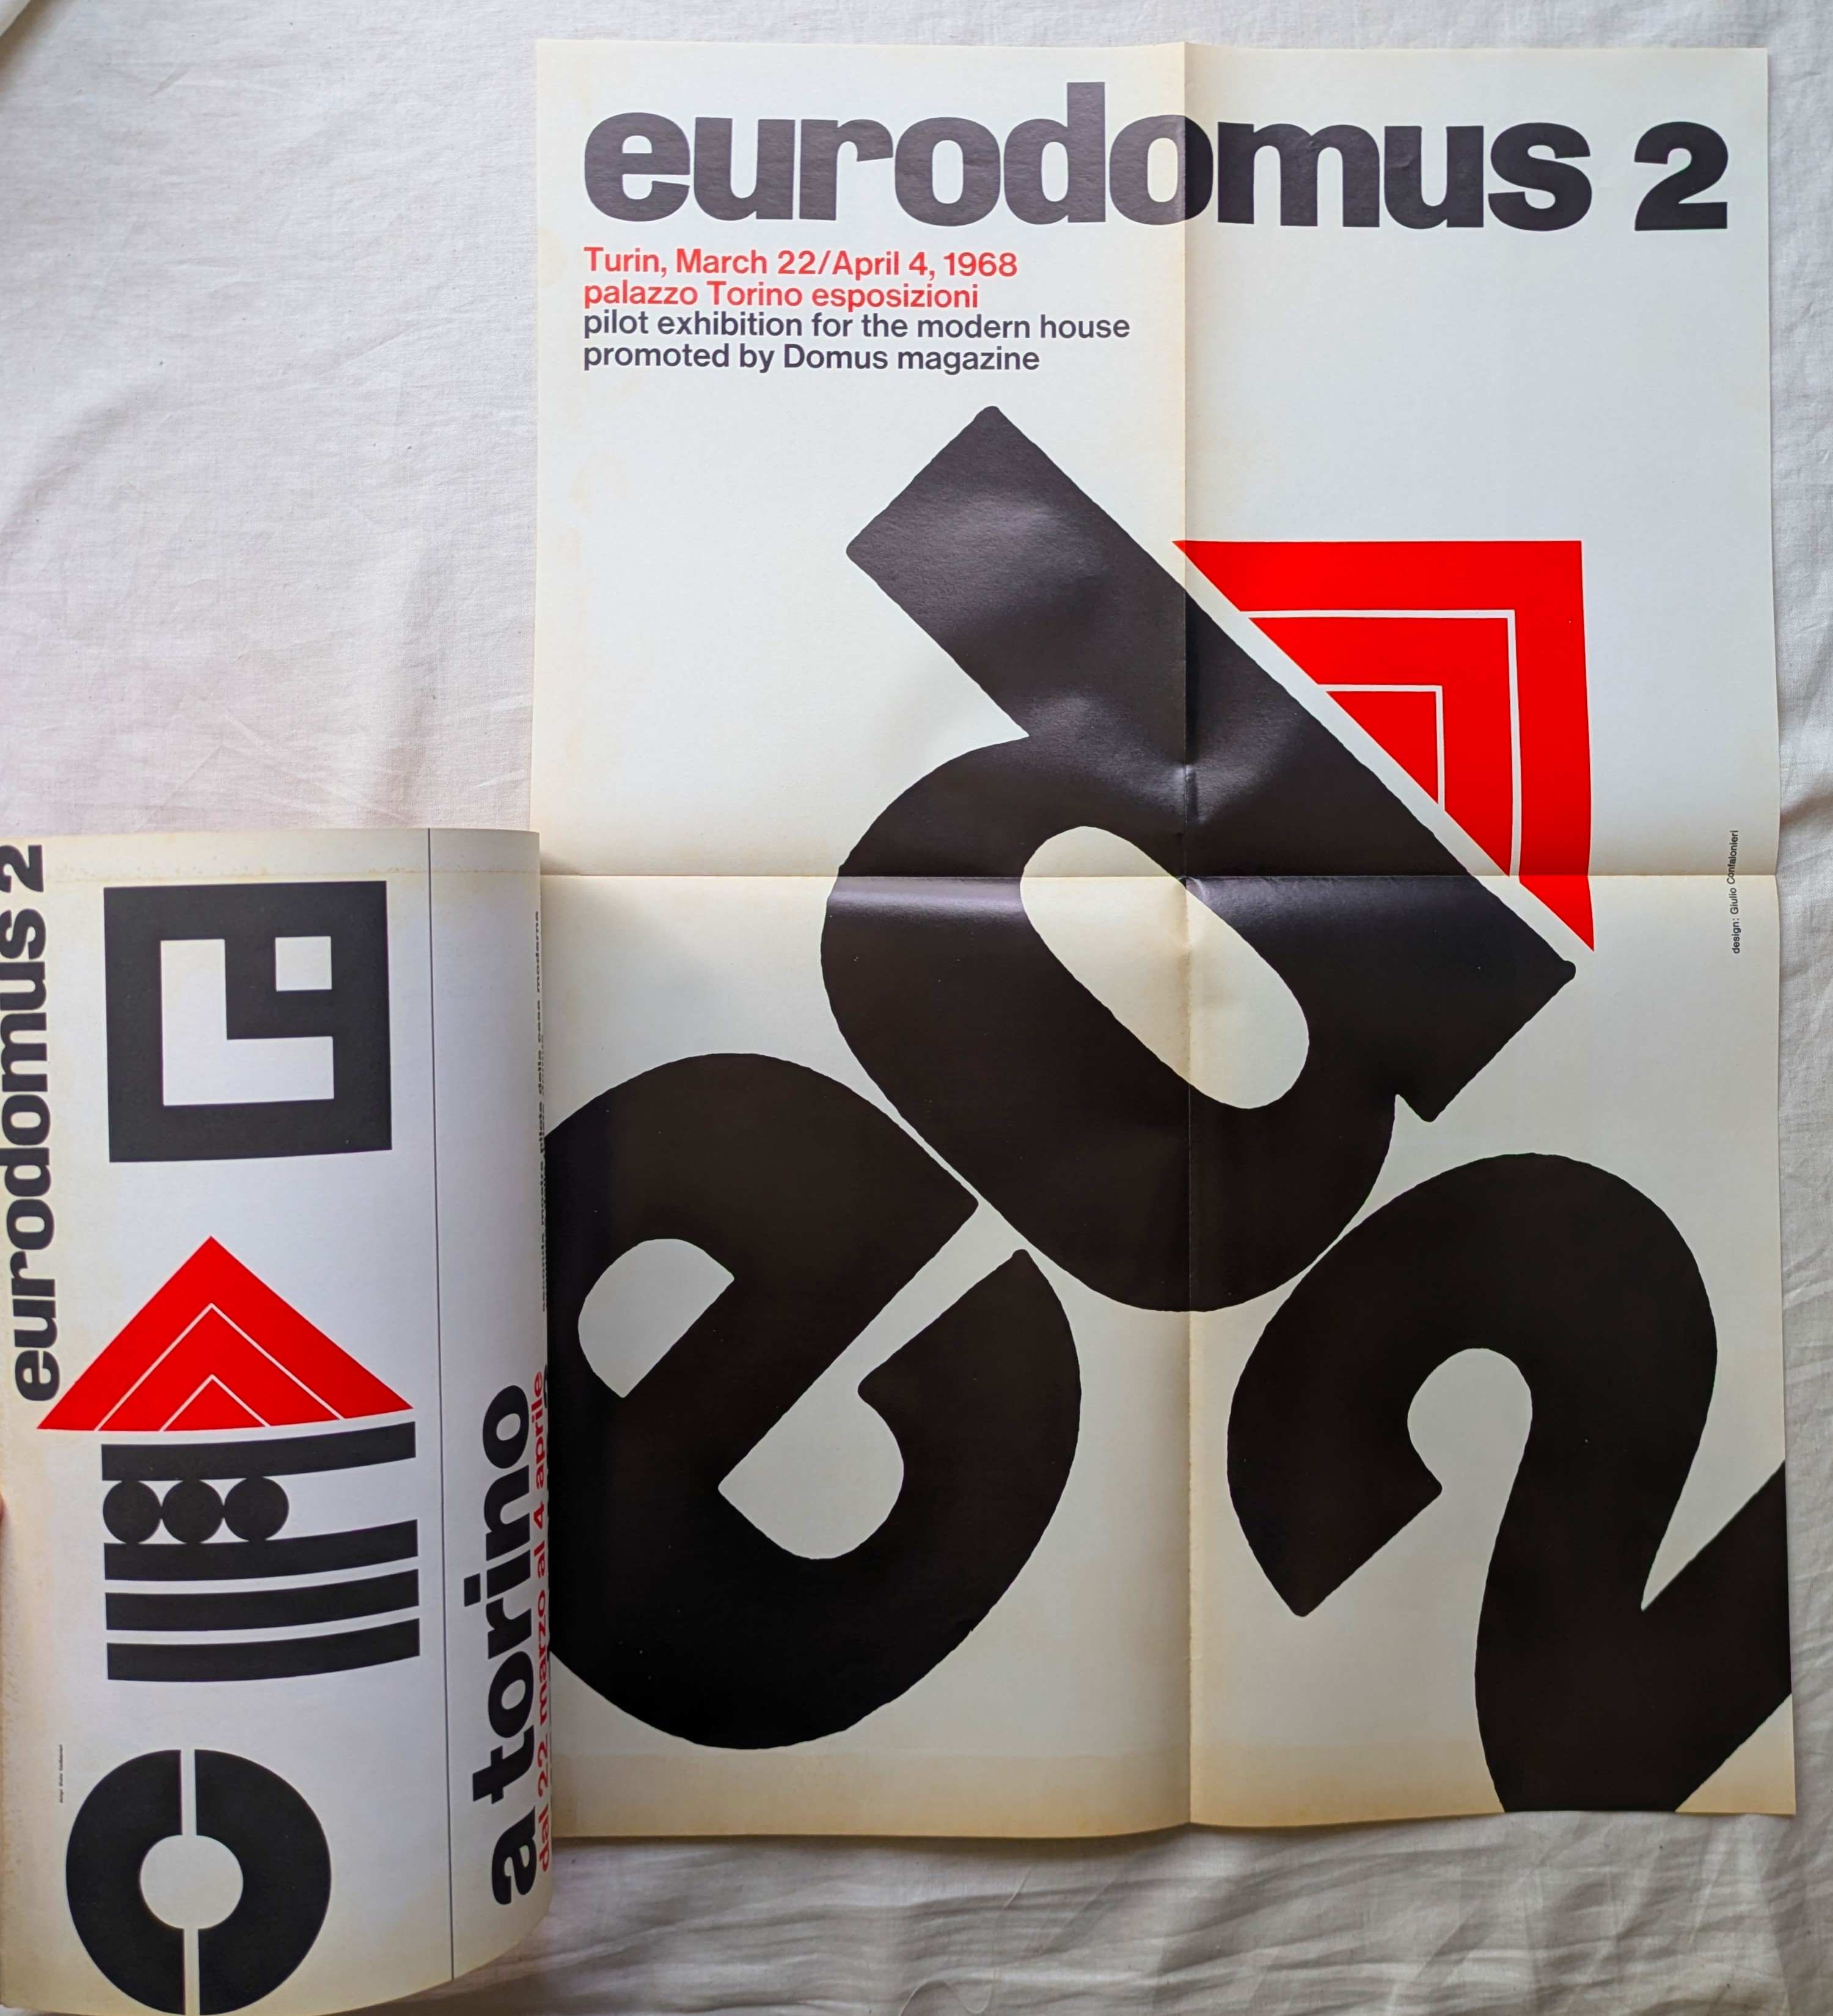 eurodomus 2
Turin, March 22/April 4, 1968
palazzo Torino esposizioni
pilot exhibition for the modern house
promoted by Domus magazine
design: Giulio Confalonieri
ed2
eurodomus 2
a torino
dal 22 marzo al 4 aprile